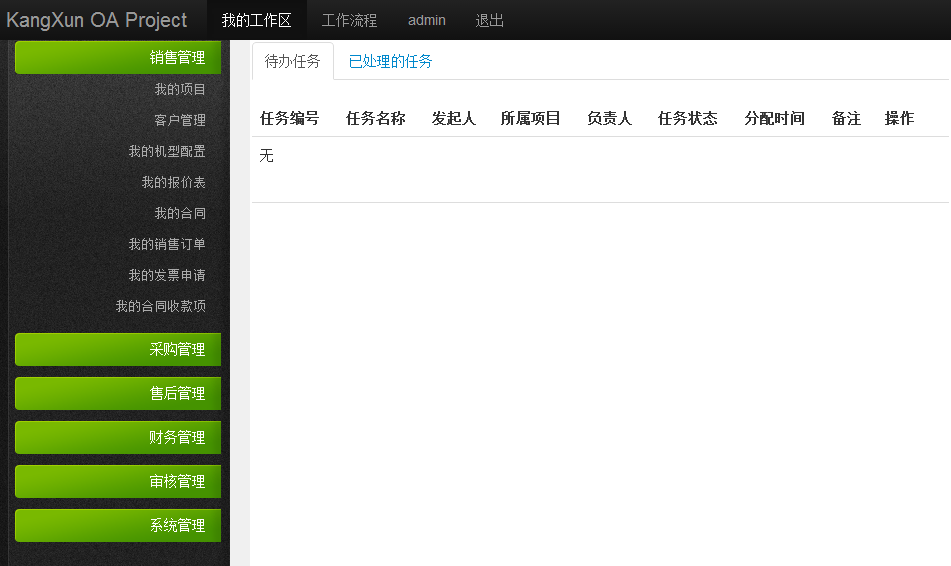 KangXun OA Project 我的工作区 工作流程 admin 退出
销售管理
我的项目
客户管理
我的机型配置
我的报价表
我的合同
我的销售订单
我的发票申请
我的合同收款项
采购管理
售后管理
财务管理
审核管理
系统管理
待办任务 已处理的任务
任务编号 任务名称 发起人 所属项目 负责人 任务状态 分配时间 备注 操作
无